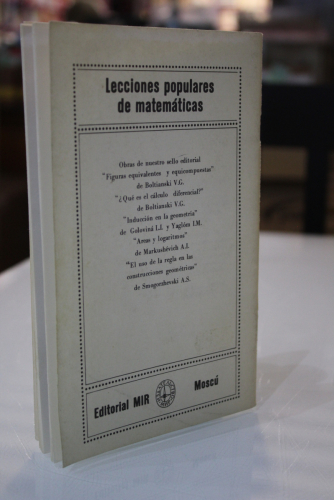 Lecciones populares
de matemáticas
Obras de nuestro sello editorial
"Figuras equivalentes y equicompuestas"
de Boltianski V.G.
"¿Qué es el cálculo diferencial?"
de Boltianski V.G.
"Inducción en la geometría"
de Goloviná L.I. y Yaglóm I.M.
"Areas y logaritmos"
de Markushévich A.I.
"El uso de la regla en las
construcciones geométricas"
de Smogorzhevski A.S.
Editorial MIR Moscú